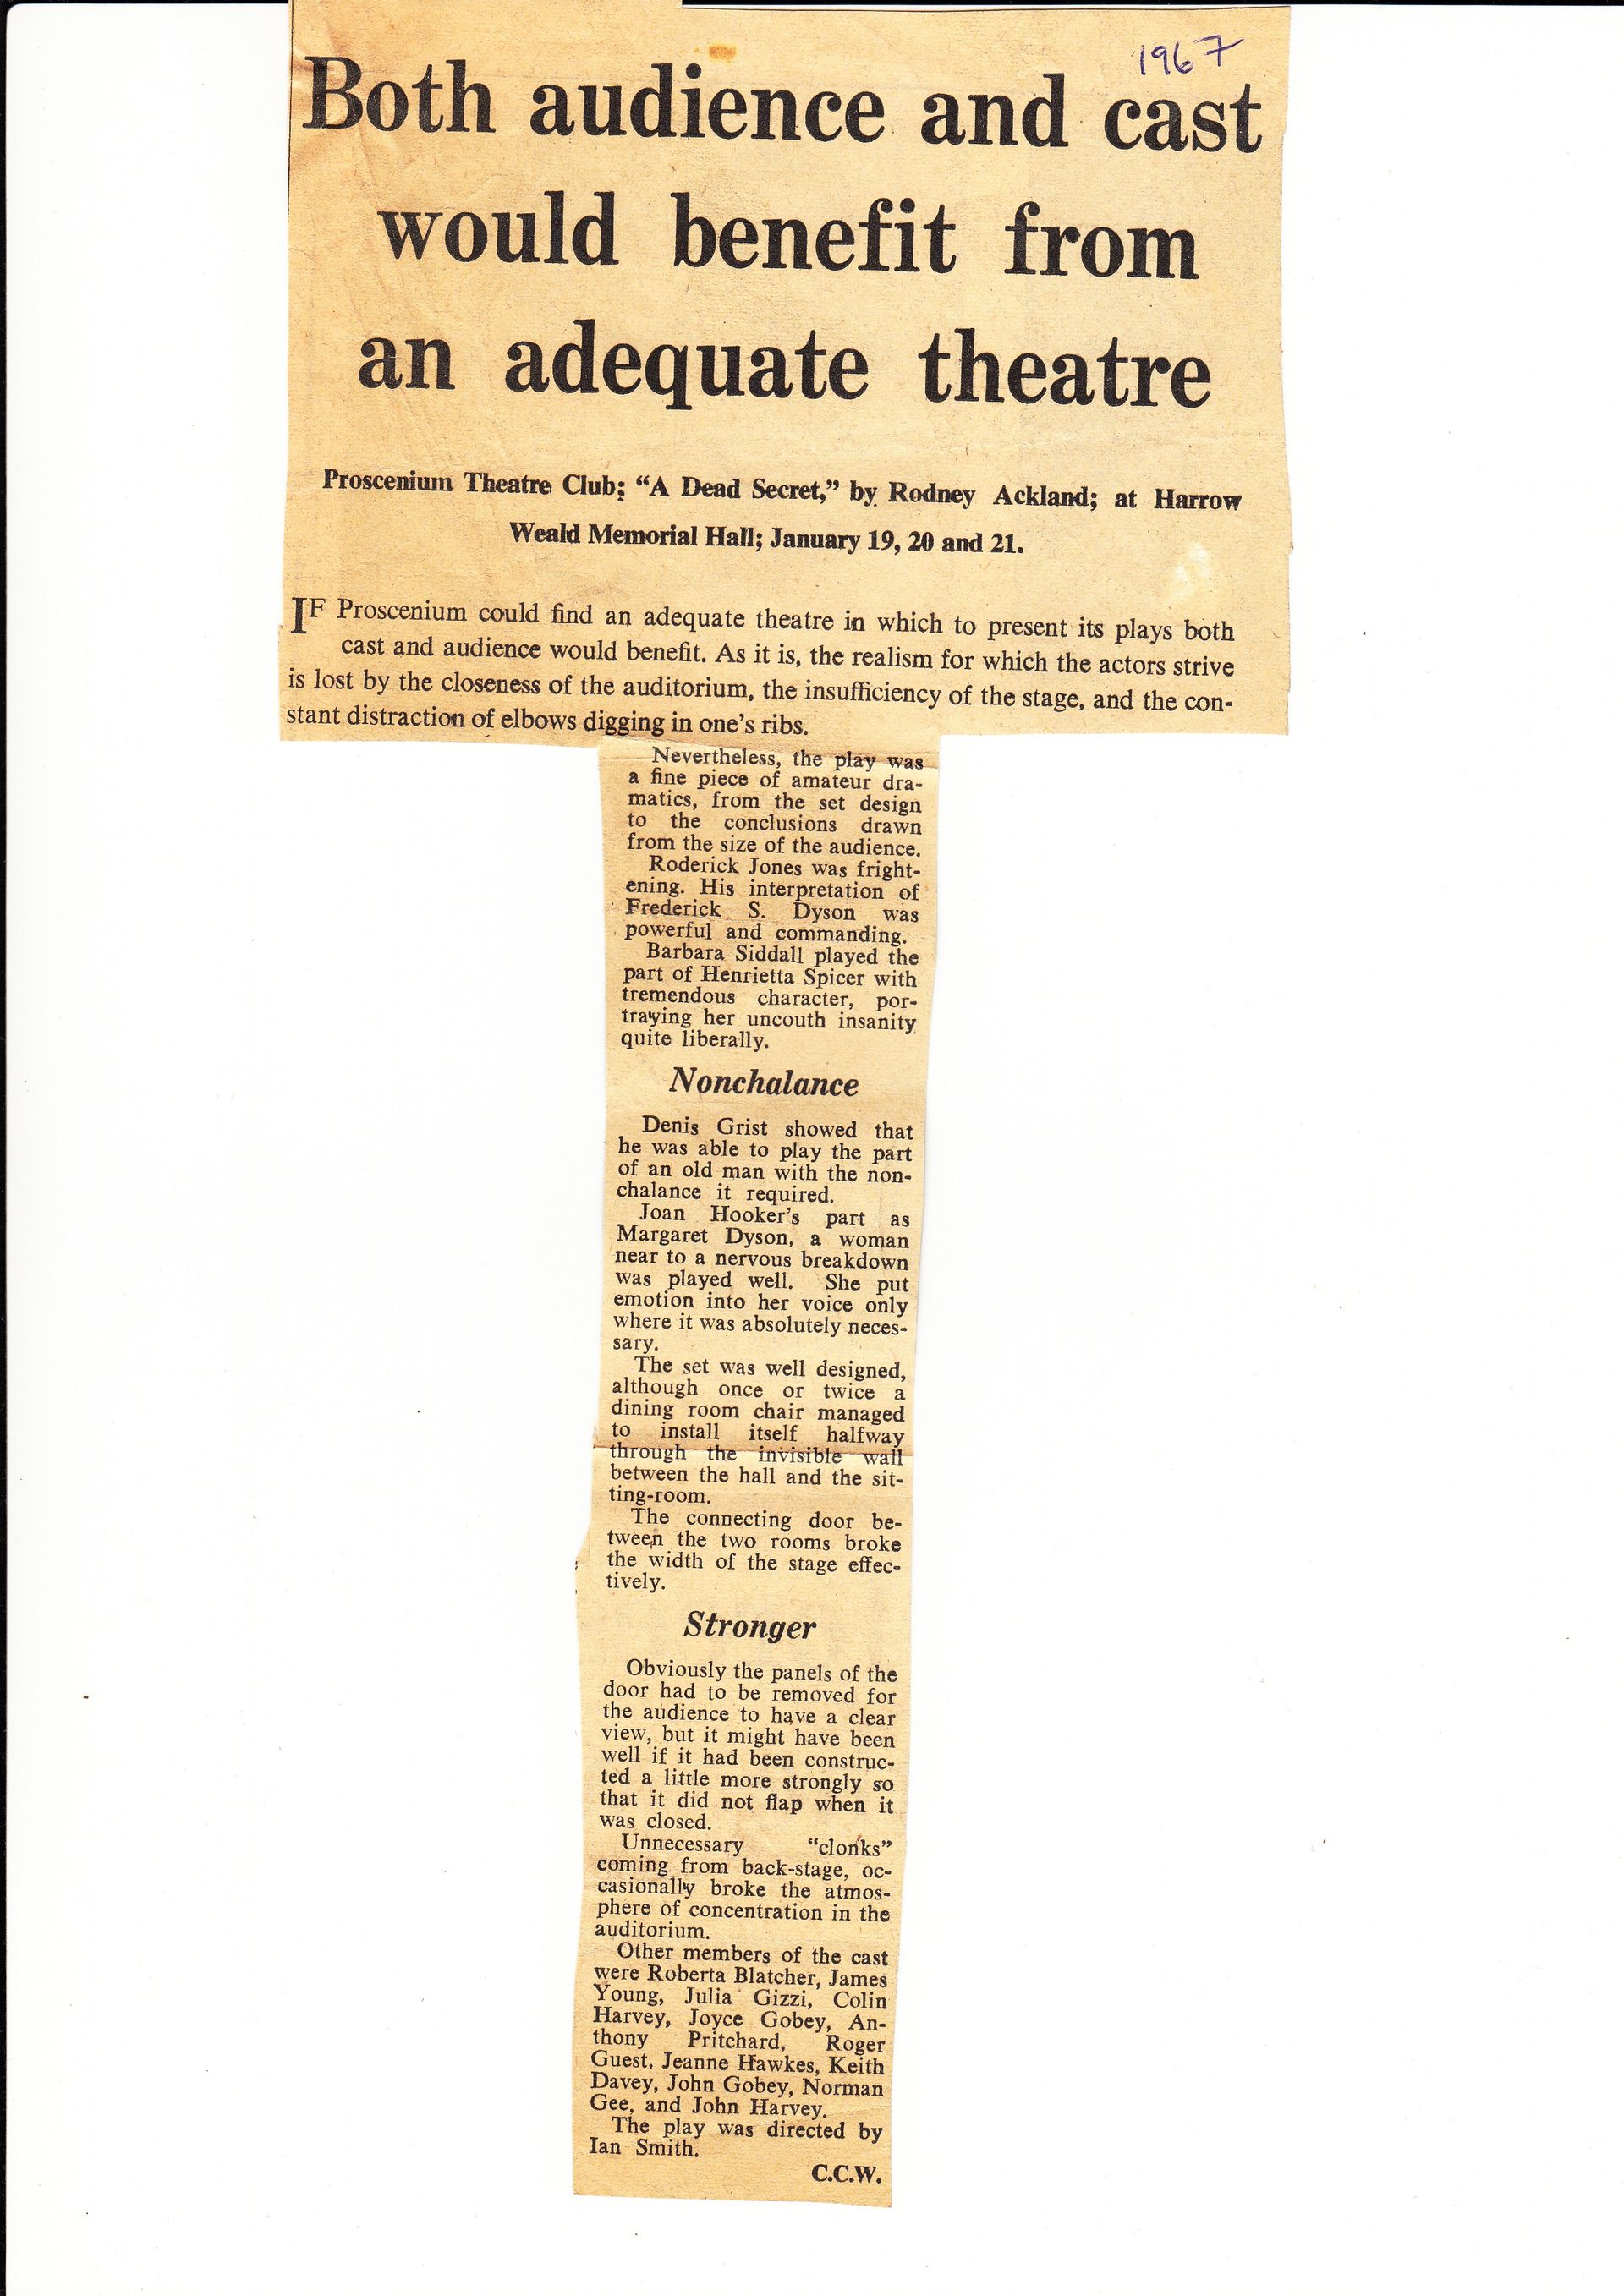 1967
Both audience and cast
would benefit from
an adequate theatre
Proscenium Theatre Club; “A Dead Secret,” by Rodney Ackland; at Harrow
Weald Memorial Hall; January 19, 20 and 21.
IF Proscenium could find an adequate theatre in which to present its plays both
cast and audience would benefit. As it is, the realism for which the actors strive
is lost by the closeness of the auditorium, the insufficiency of the stage, and the con-
stant distraction of elbows digging in one’s ribs.
Nevertheless, the play was
a fine piece of amateur dra-
matics, from the set design
to the conclusions drawn
from the size of the audience.
Roderick Jones was fright-
ening. His interpretation of
Frederick S. Dyson was
powerful and commanding.
Barbara Siddall played the
part of Henrietta Spicer with
tremendous character, por-
traying her uncouth insanity
quite liberally.
Nonchalance
Denis Grist showed that
he was able to play the part
of an old man with the non-
chalance it required.
Joan Hooker’s part as
Margaret Dyson, a woman
near to a nervous breakdown
was played well. She put
emotion into her voice only
where it was absolutely neces-
sary.
The set was well designed,
although once or twice a
dining room chair managed
to install itself halfway
through the invisible wall
between the hall and the sit-
ting-room.
The connecting door be-
tween the two rooms broke
the width of the stage effec-
tively.
Stronger
Obviously the panels of the
door had to be removed for
the audience to have a clear
view, but it might have been
well if it had been construc-
ted a little more strongly so
that it did not flap when it
was closed.
Unnecessary “clonks”
coming from back-stage, oc-
casionally broke the atmos-
phere of concentration in the
auditorium.
Other members of the cast
were Roberta Blatcher, James
Young, Julia Gizzi, Colin
Harvey, Joyce Gobey, An-
thony Pritchard, Roger
Guest, Jeanne Hawkes, Keith
Davey, John Gobey, Norman
Gee, and John Harvey.
The play was directed by
Ian Smith.
C.C.W.